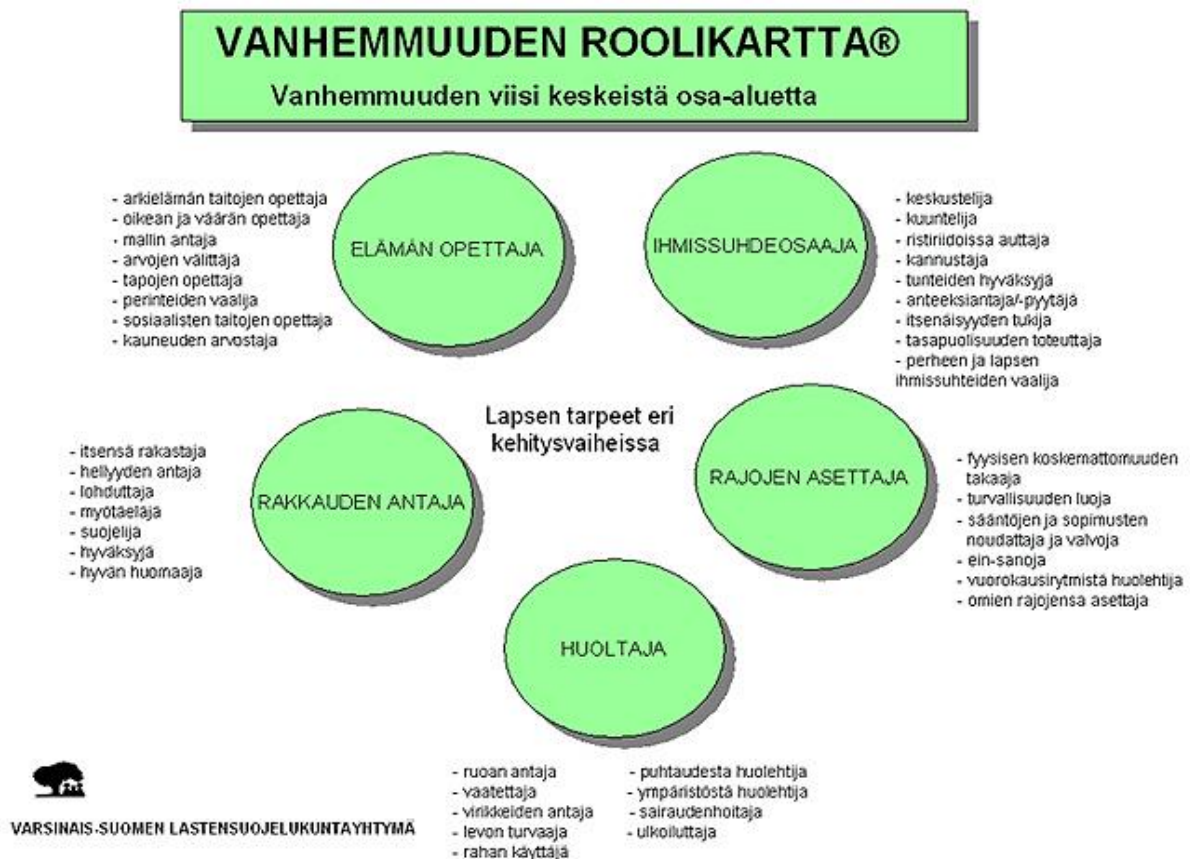 VANHEMMUUDEN ROOLIKARTTA®
Vanhemmuuden viisi keskeistä osa-aluetta
- arkielämän taitojen opettaja
- oikean ja väärän opettaja
- mallin antaja
- arvojen välittäjä
- tapojen opettaja
- perinteiden vaalija
- sosiaalisten taitojen opettaja
- kauneuden arvostaja
ELÄMÄN OPETTAJA
IHMISSUHDEOSAAJA
- keskustelija
- kuuntelija
- ristiriidoissa auttaja
- kannustaja
- tunteiden hyväksyjä
- anteeksiantaja/-pyytäjä
- itsenäisyyden tukija
- tasapuolisuuden toteuttaja
- perheen ja lapsen
ihmissuhteiden vaalija
Lapsen tarpeet eri
kehitysvaiheissa
- itsensä rakastaja
- hellyyden antaja
- lohduttaja
- myötäeläjä
- suojelija
- hyväksyjä
- hyvän huomaaja
RAKKAUDEN ANTAJA
RAJOJEN ASETTAJA
- fyysisen koskemattomuuden
takaaja
- turvallisuuden luoja
- sääntöjen ja sopimusten
noudattaja ja valvoja
- ein-sanoja
- vuorokausirytmistä huolehtija
- omien rajojensa asettaja
HUOLTAJA
- ruoan antaja
- vaatettaja
- virikkeiden antaja
- levon turvaaja
- rahan käyttäjä
- puhtaudesta huolehtija
- ympäristöstä huolehtija
- sairaudenhoitaja
- ulkoiluttaja
VARSINAIS-SUOMEN LASTENSUOJELUKUNTAYHTYMÄ